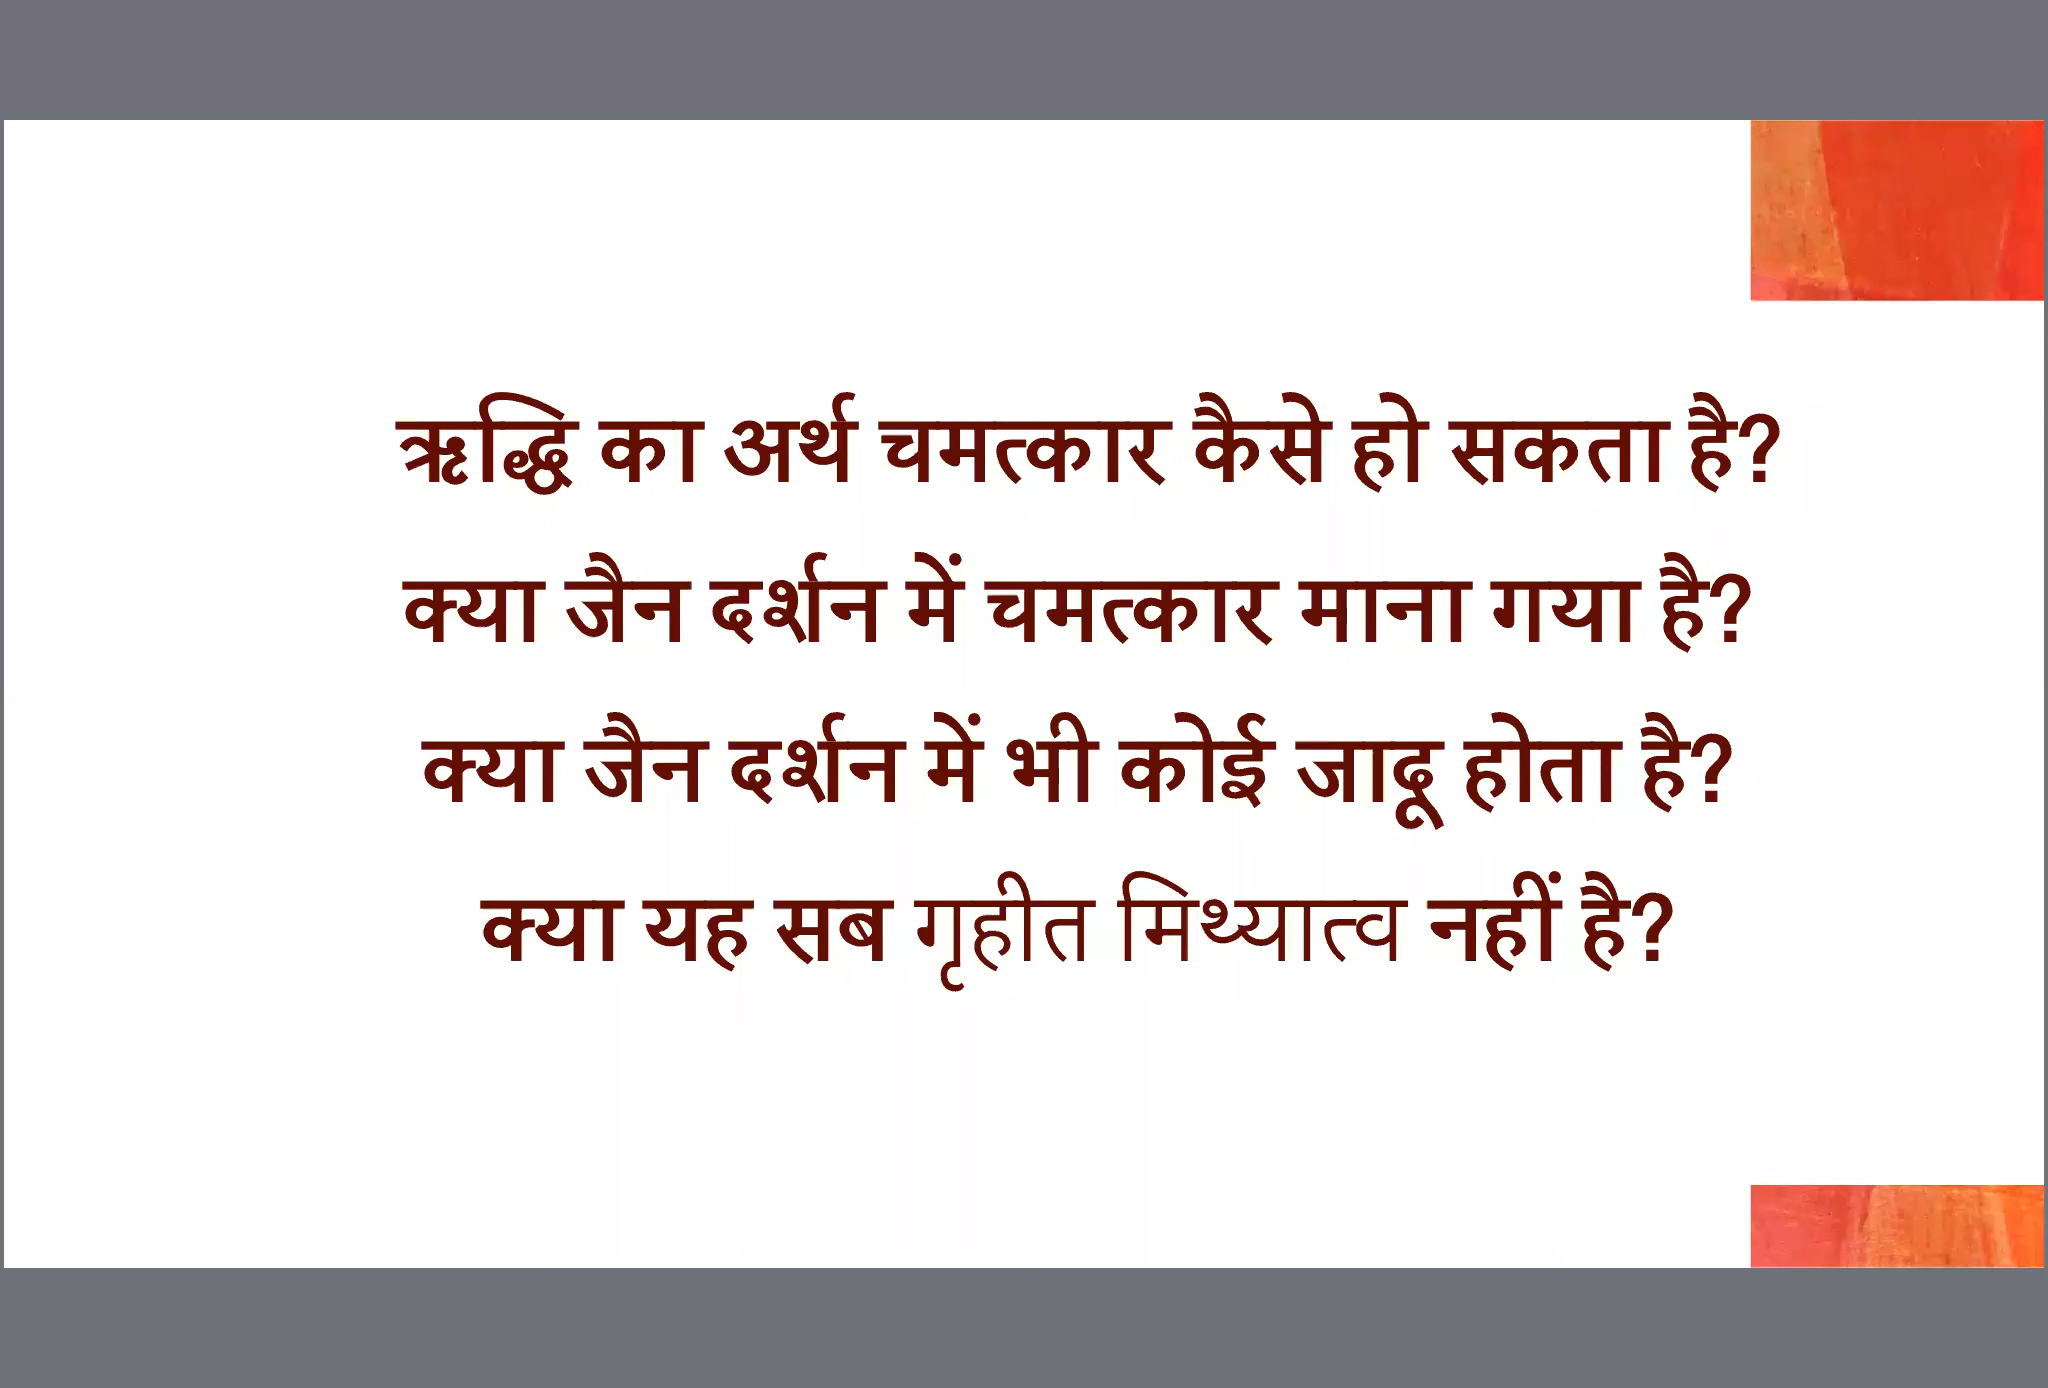 ऋद्धि का अर्थ चमत्कार कैसे हो सकता है?
क्या जैन दर्शन में चमत्कार माना गया है?
क्या जैन दर्शन में भी कोई जादू होता है?
क्या यह सब गृहीत मिथ्यात्व नहीं है?